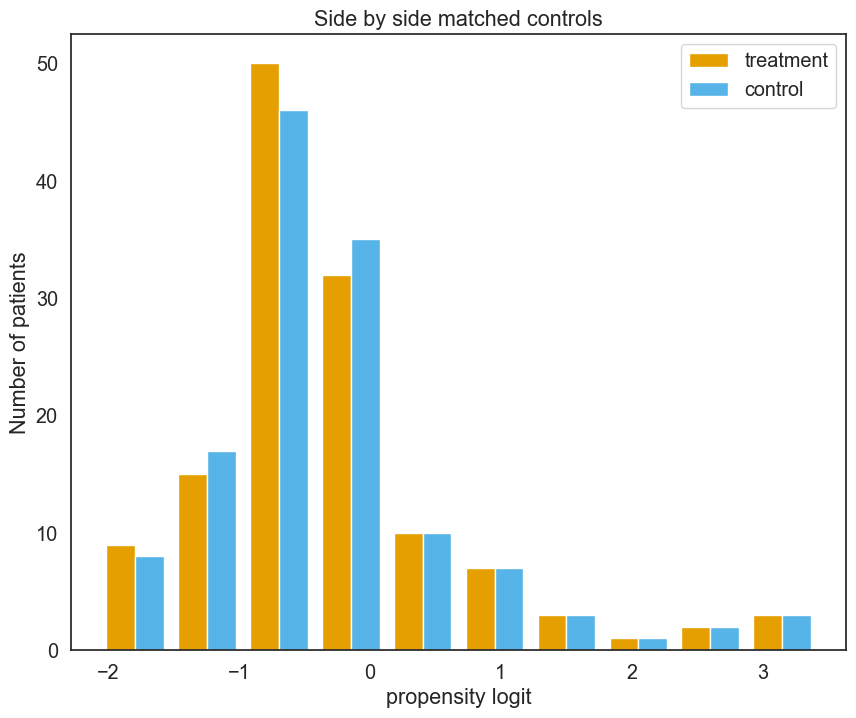 Side by side matched controls
treatment
control
50
40
30
20
10
0
Number of patients
−2 −1 0 1 2 3
propensity logit